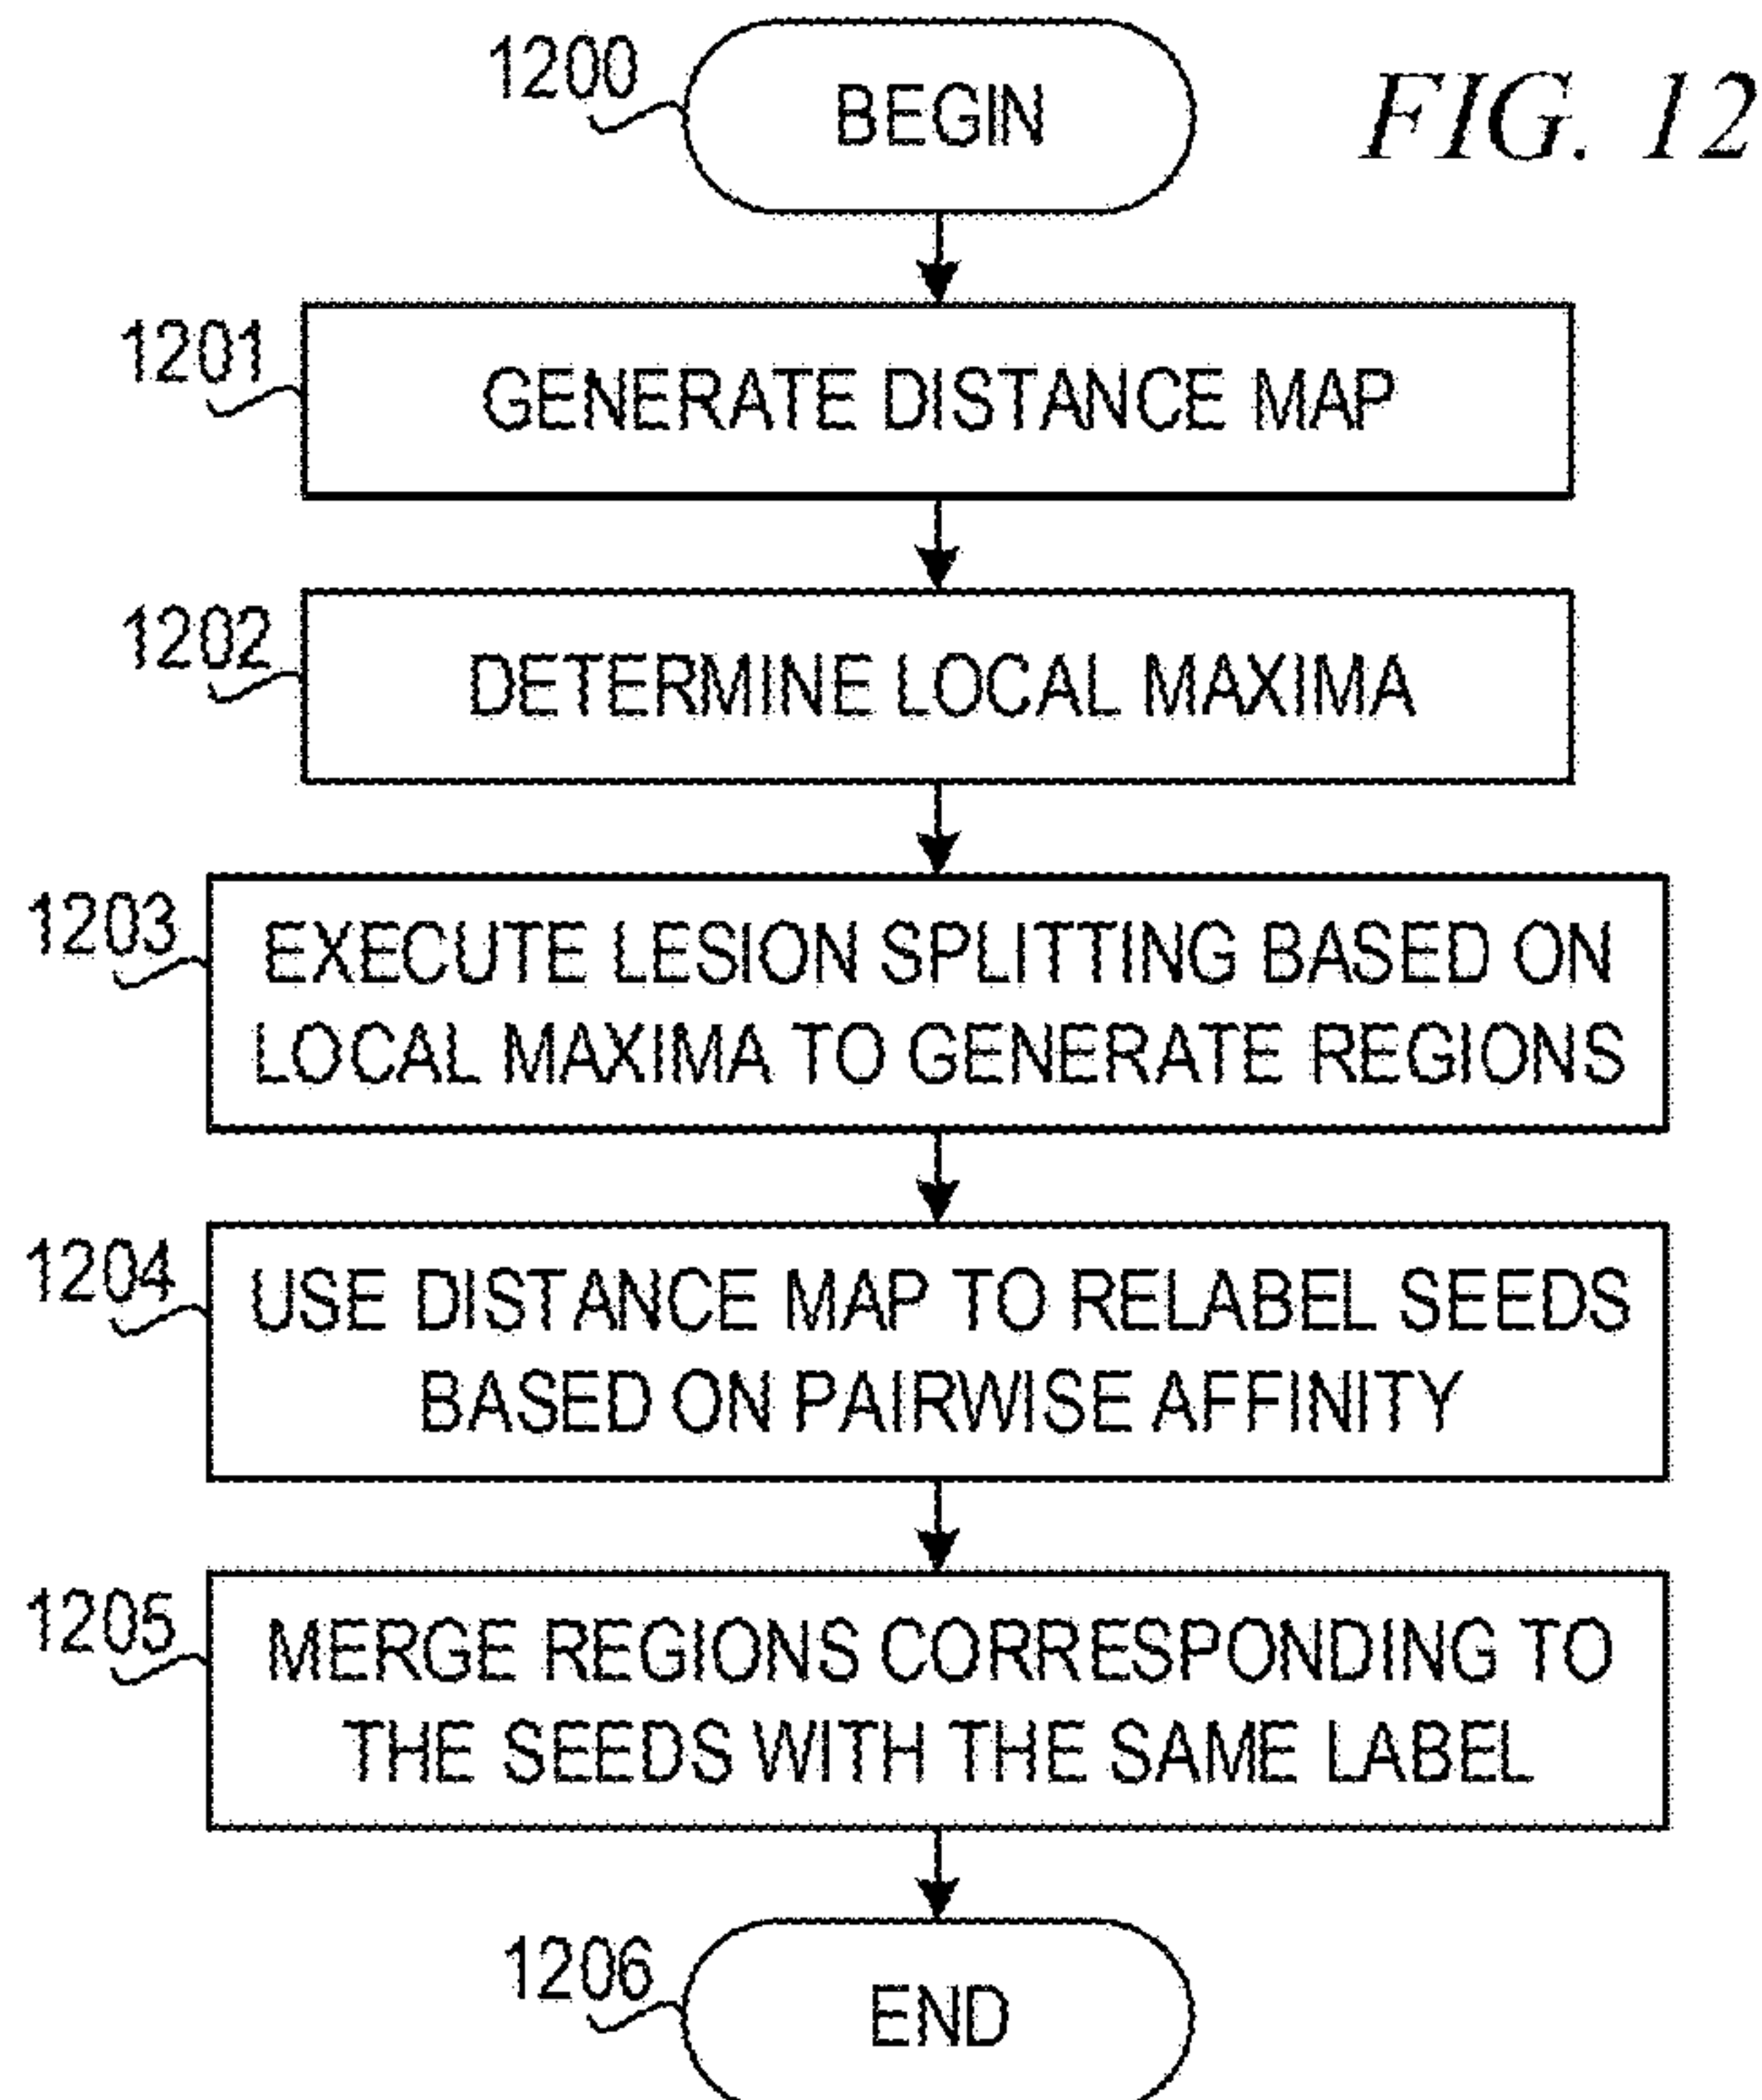 1200
BEGIN
FIG. 12
1201
GENERATE DISTANCE MAP
1202
DETERMINE LOCAL MAXIMA
1203
EXECUTE LESION SPLITTING BASED ON
LOCAL MAXIMA TO GENERATE REGIONS
1204
USE DISTANCE MAP TO RELABEL SEEDS
BASED ON PAIRWISE AFFINITY
1205
MERGE REGIONS CORRESPONDING TO
THE SEEDS WITH THE SAME LABEL
1206
END